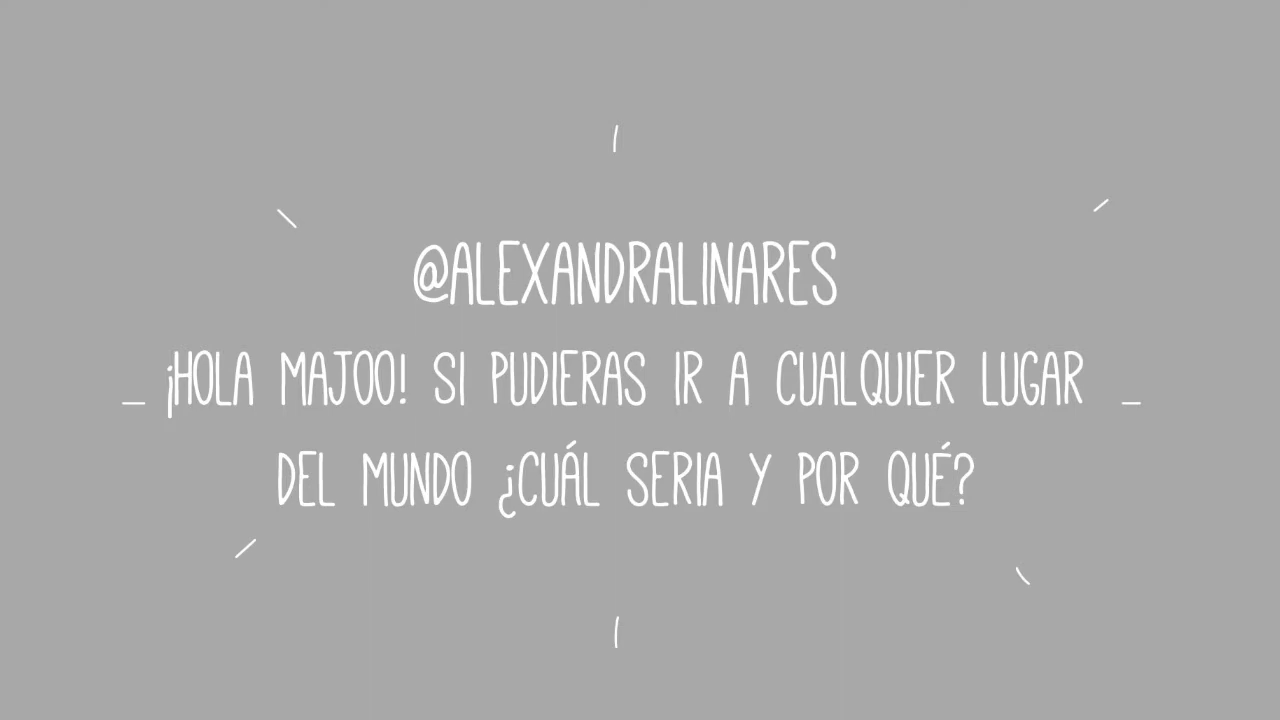 @ALEXANDRALINARES
¡HOLA MAJOO! SI PUDIERAS IR A CUALQUIER LUGAR
DEL MUNDO ¿CUÁL SERIA Y POR QUÉ?